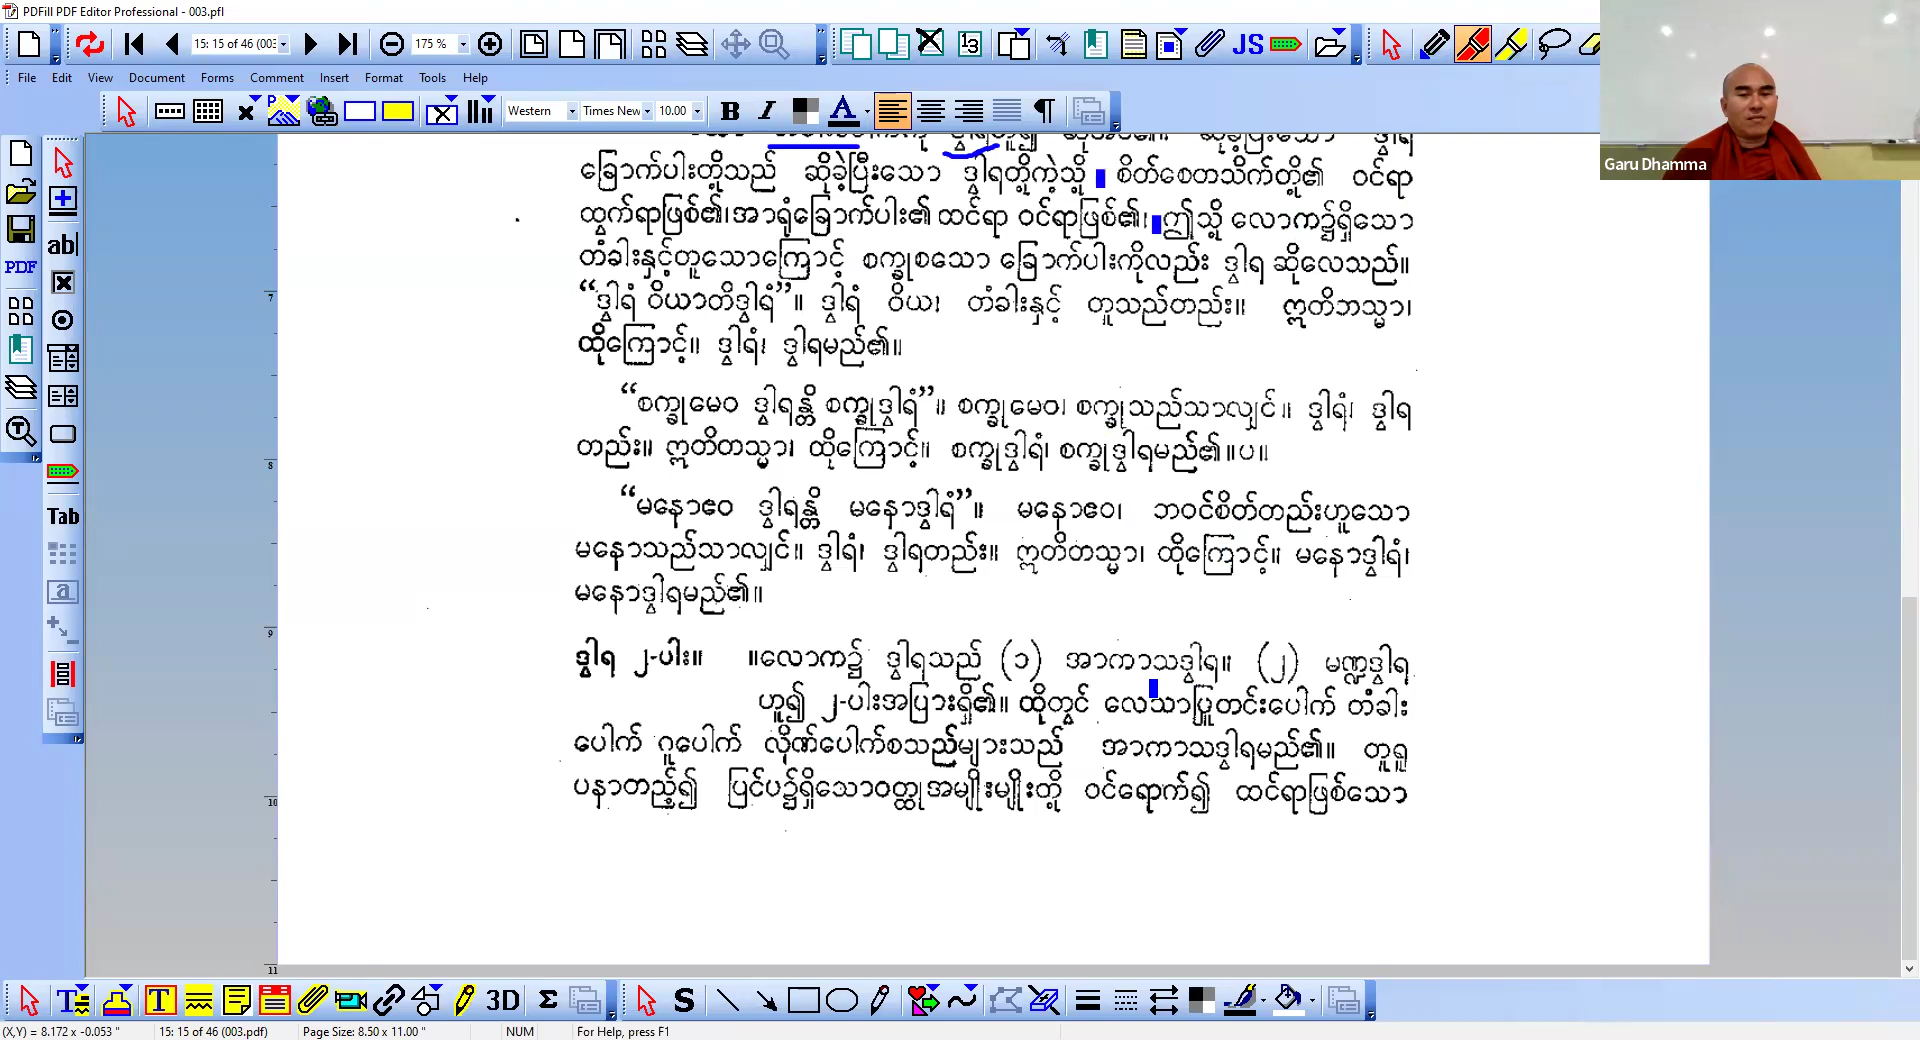 PDFill PDF Editor Professional - 003.pfl
15: 15 of 46 (003
175 %
JS
File Edit View Document Forms Comment Insert Format Tools Help
Western Times New 10.00
Garu Dhamma
ခြောက်ပါးတို့သည် ဆိုခဲ့ပြီးသော ဒွါရတို့ကဲ့သို့ စိတ်စေတသိက်တို့၏ ဝင်ရာ
ထွက်ရာဖြစ်၏၊အာရုံခြောက်ပါး၏ ထင်ရာ ဝင်ရာဖြစ်၏၊ ဤသို့ လောက၌ရှိသော
တံခါးနှင့်တူသောကြောင့် စက္ခုစသော ခြောက်ပါးကိုလည်း ဒွါရ ဆိုလေသည်။
“ဒွါရံ ဝိယာတိဒွါရံ”။ ဒွါရံ ဝိယ၊ တံခါးနှင့် တူသည်တည်း။ ဣတိဘသ္မာ၊
ထိုကြောင့်။ ဒွါရံ၊ ဒွါရမည်၏။
“စက္ခုမေဝ ဒွါရန္တိ စက္ခုဒွါရံ”။ စက္ခုမေဝ၊ စက္ခုသည်သာလျှင်။ ဒွါရံ၊ ဒွါရ
တည်း။ ဣတိတသ္မာ၊ ထိုကြောင့်။ စက္ခုဒွါရံ၊ စက္ခုဒွါရမည်၏။ပ။
“မနောဧဝ ဒွါရန္တိ မနောဒွါရံ”။ မနောဧဝ၊ ဘဝင်စိတ်တည်းဟူသော
မနောသည်သာလျှင်။ ဒွါရံ၊ ဒွါရတည်း။ ဣတိတသ္မာ၊ ထိုကြောင့်။ မနောဒွါရံ၊
မနောဒွါရမည်၏။
ဒွါရ ၂-ပါး။ ။လောက၌ ဒွါရသည် (၁) အာကာသဒွါရ။ (၂) မဏ္ဍဒွါရ
ဟူ၍ ၂-ပါးအပြားရှိ၏။ ထိုတွင် လေသာပြူတင်းပေါက် တံခါး
ပေါက် ဂူပေါက် လိုဏ်ပေါက်စသည်များသည် အာကာသဒွါရမည်၏။ တူရူ
ပနာတည့်၍ ပြင်ပ၌ရှိသောဝတ္ထုအမျိုးမျိုးတို့ ဝင်ရောက်၍ ထင်ရာဖြစ်သော
7
8
9
10
11
PDF
Tab
3D
(X,Y) = 8.172 x -0.053 " 15: 15 of 46 (003.pdf) Page Size: 8.50 x 11.00 " NUM For Help, press F1